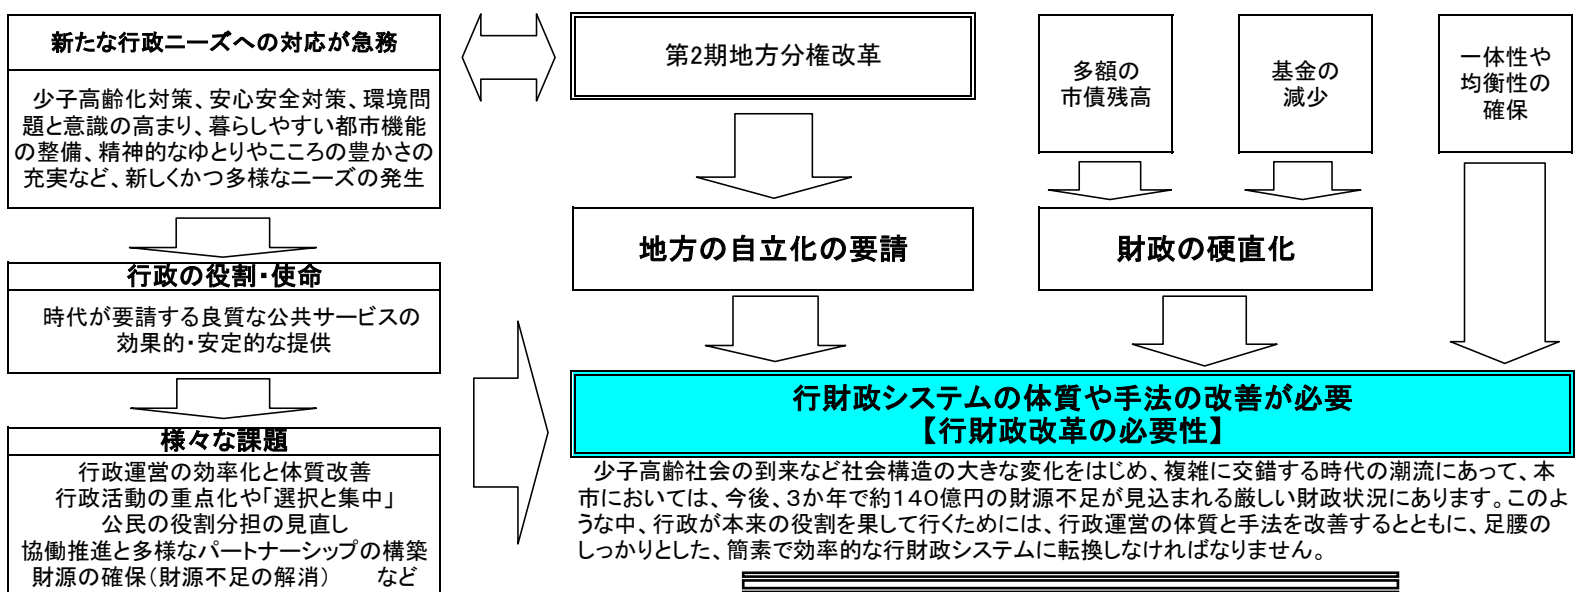 新たな行政ニーズへの対応が急務
少子高齢化対策、安心安全対策、環境問
題と意識の高まり、暮らしやすい都市機能
の整備、精神的なゆとりやこころの豊かさの
充実など、新しくかつ多様なニーズの発生
行政の役割・使命
時代が要請する良質な公共サービスの
効果的・安定的な提供
様々な課題
行政運営の効率化と体質改善
行政活動の重点化や「選択と集中」
公民の役割分担の見直し
協働推進と多様なパートナーシップの構築
財源の確保（財源不足の解消）　　など
第2期地方分権改革
地方の自立化の要請
多額の
市債残高
基金の
減少
財政の硬直化
一体性や
均衡性の
確保
行財政システムの体質や手法の改善が必要
【行財政改革の必要性】
少子高齢社会の到来など社会構造の大きな変化をはじめ、複雑に交錯する時代の潮流にあって、本
市においては、今後、３か年で約１４０億円の財源不足が見込まれる厳しい財政状況にあります。このよ
うな中、行政が本来の役割を果して行くためには、行政運営の体質と手法を改善するとともに、足腰の
しっかりとした、簡素で効率的な行財政システムに転換しなければなりません。